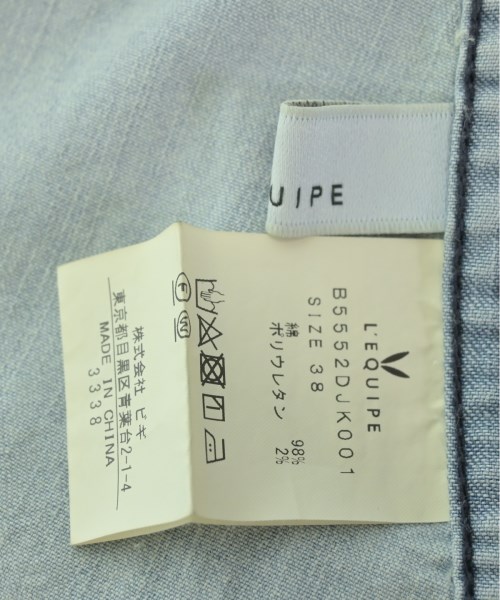 UIPE
L'EQUIPE
B5552DJK001
SIZE 38
綿 98%
ポリウレタン 2%
F W
株式会社 ビギ
東京都目黒区青葉台2-1-4
MADE IN CHINA
3338